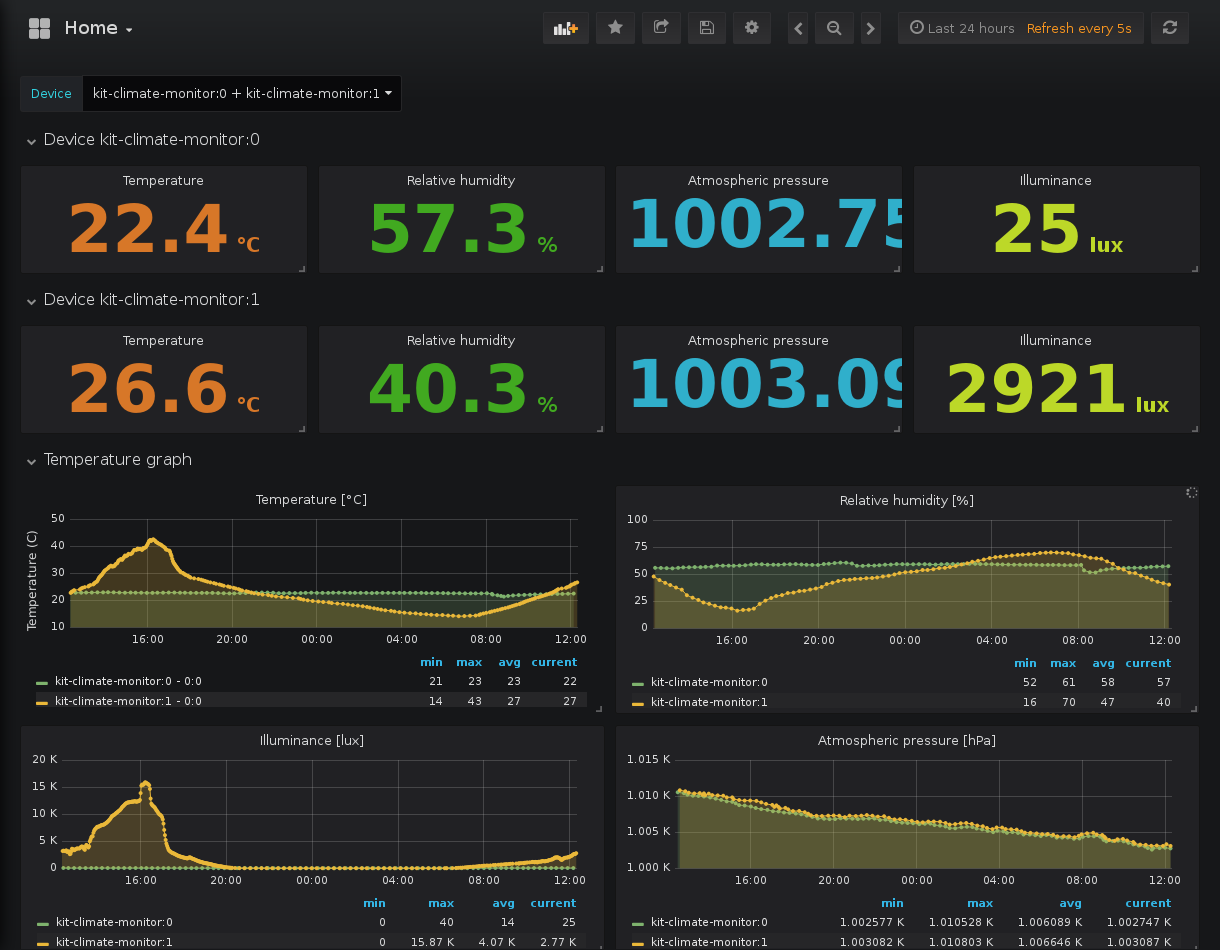 Home
Last 24 hours Refresh every 5s
Device kit-climate-monitor:0 + kit-climate-monitor:1
Device kit-climate-monitor:0
Temperature Relative humidity Atmospheric pressure Illuminance
22.4 °C 57.3 % 1002.75 25 lux
Device kit-climate-monitor:1
Temperature Relative humidity Atmospheric pressure Illuminance
26.6 °C 40.3 % 1003.09 2921 lux
Temperature graph
Temperature [°C]
Temperature (C)
50
40
30
20
10
16:00 20:00 00:00 04:00 08:00 12:00
min max avg current
kit-climate-monitor:0 - 0:0 21 23 23 22
kit-climate-monitor:1 - 0:0 14 43 27 27
Relative humidity [%]
100
75
50
25
0
16:00 20:00 00:00 04:00 08:00 12:00
min max avg current
kit-climate-monitor:0 52 61 58 57
kit-climate-monitor:1 16 70 47 40
Illuminance [lux]
20 K
15 K
10 K
5 K
0
16:00 20:00 00:00 04:00 08:00 12:00
min max avg current
kit-climate-monitor:0 0 40 14 25
kit-climate-monitor:1 0 15.87 K 4.07 K 2.77 K
Atmospheric pressure [hPa]
1.015 K
1.010 K
1.005 K
1.000 K
16:00 20:00 00:00 04:00 08:00 12:00
min max avg current
kit-climate-monitor:0 1.002577 K 1.010528 K 1.006089 K 1.002747 K
kit-climate-monitor:1 1.003082 K 1.010803 K 1.006646 K 1.003087 K